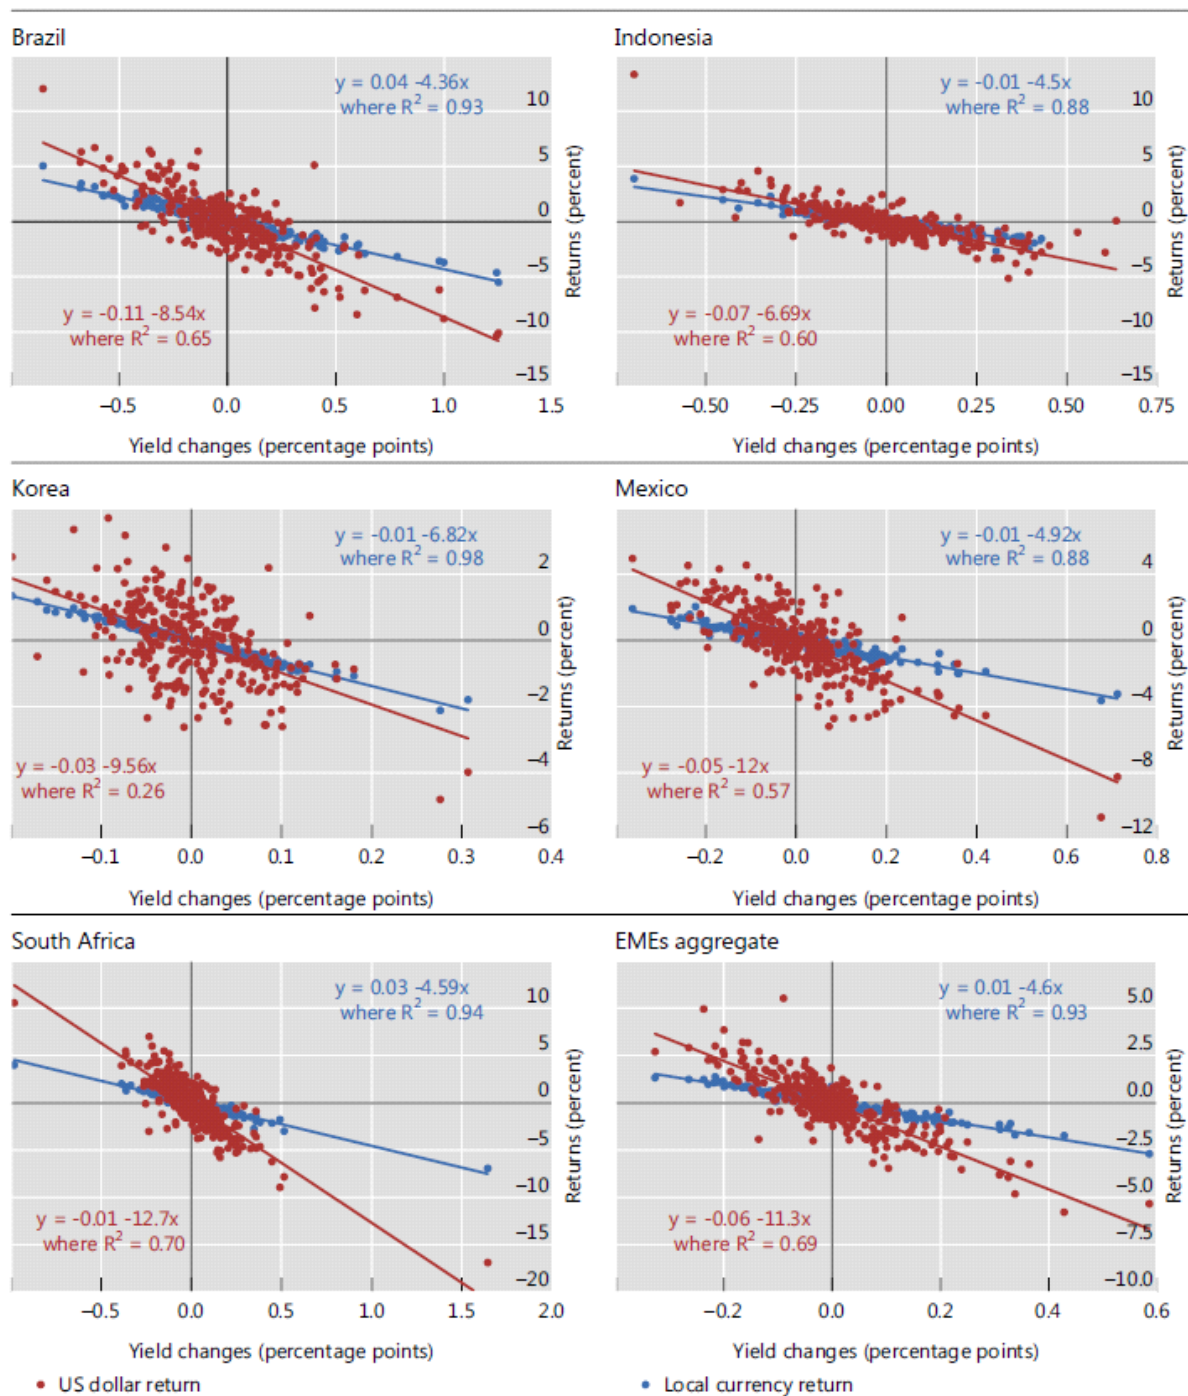 Brazil
y = 0.04 -4.36x
where R² = 0.93
10
5
0
−5
−10
−15
Returns (percent)
y = -0.11 -8.54x
where R² = 0.65
−0.5 0.0 0.5 1.0 1.5
Yield changes (percentage points)
Indonesia
y = -0.01 -4.5x
where R² = 0.88
10
5
0
−5
−10
−15
Returns (percent)
y = -0.07 -6.69x
where R² = 0.60
−0.50 −0.25 0.00 0.25 0.50 0.75
Yield changes (percentage points)
Korea
y = -0.01 -6.82x
where R² = 0.98
2
0
−2
−4
−6
Returns (percent)
y = -0.03 -9.56x
where R² = 0.26
−0.1 0.0 0.1 0.2 0.3 0.4
Yield changes (percentage points)
Mexico
y = -0.01 -4.92x
where R² = 0.88
4
0
−4
−8
−12
Returns (percent)
y = -0.05 -12x
where R² = 0.57
−0.2 0.0 0.2 0.4 0.6 0.8
Yield changes (percentage points)
South Africa
y = 0.03 -4.59x
where R² = 0.94
10
5
0
−5
−10
−15
−20
Returns (percent)
y = -0.01 -12.7x
where R² = 0.70
−0.5 0.0 0.5 1.0 1.5 2.0
Yield changes (percentage points)
EMEs aggregate
y = 0.01 -4.6x
where R² = 0.93
5.0
2.5
0.0
−2.5
−5.0
−7.5
−10.0
Returns (percent)
y = -0.06 -11.3x
where R² = 0.69
−0.2 0.0 0.2 0.4 0.6
Yield changes (percentage points)
US dollar return
Local currency return